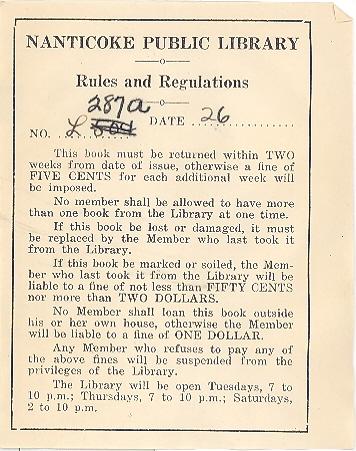 NANTICOKE PUBLIC LIBRARY
Rules and Regulations
287a
NO. L 504 DATE 26
This book must be returned within TWO
weeks from date of issue, otherwise a fine of
FIVE CENTS for each additional week will
be imposed.
No member shall be allowed to have more
than one book from the Library at one time.
If this book be lost or damaged, it must
be replaced by the Member who last took it
from the Library.
If this book be marked or soiled, the Mem-
ber who last took it from the Library will be
liable to a fine of not less than FIFTY CENTS
nor more than TWO DOLLARS.
No Member shall loan this book outside
his or her own house, otherwise the Member
will be liable to a fine of ONE DOLLAR.
Any Member who refuses to pay any of
the above fines will be suspended from the
privileges of the Library.
The Library will be open Tuesdays, 7 to
10 p.m.; Thursdays, 7 to 10 p.m.; Saturdays,
2 to 10 p.m.